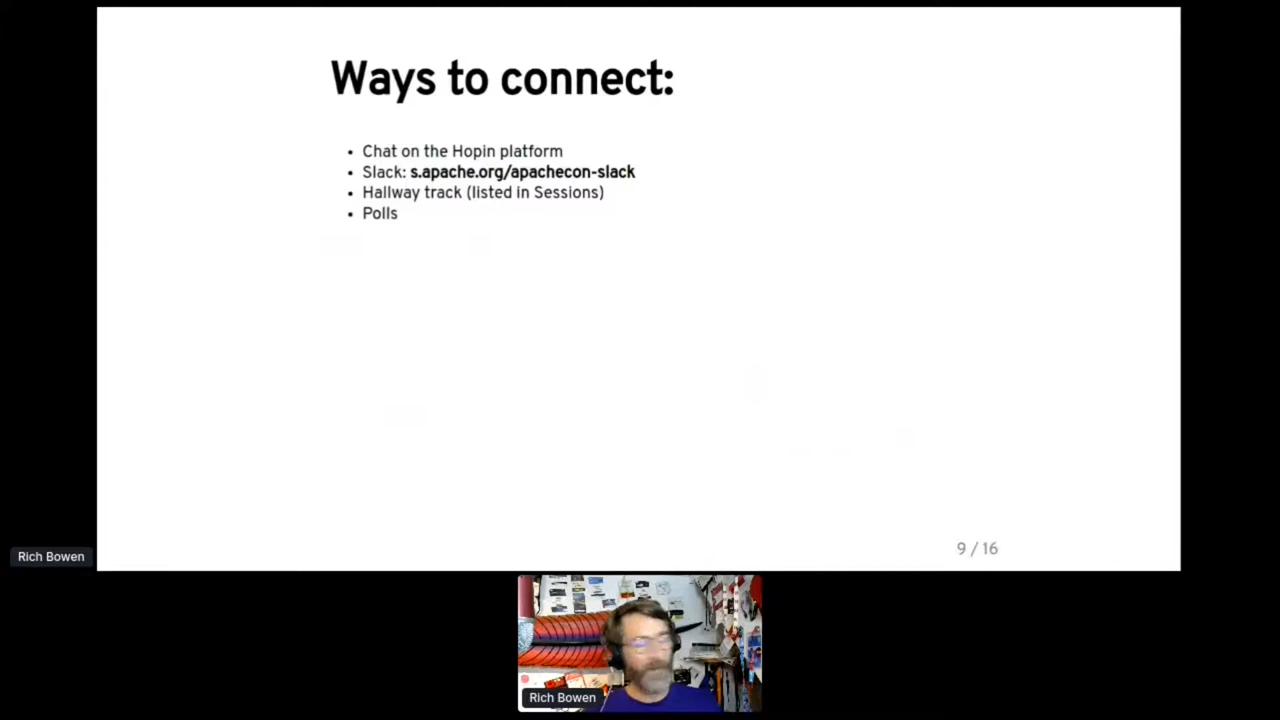 Ways to connect:
• Chat on the Hopin platform
• Slack: s.apache.org/apachecon-slack
• Hallway track (listed in Sessions)
• Polls
9 / 16
Rich Bowen
Rich Bowen